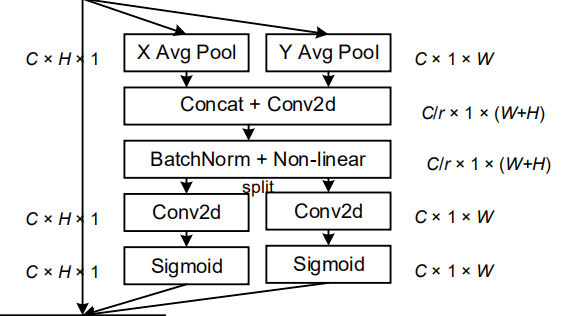 C × H × 1 X Avg Pool Y Avg Pool C × 1 × W
Concat + Conv2d C/r × 1 × (W+H)
BatchNorm + Non-linear C/r × 1 × (W+H)
split
C × H × 1 Conv2d Conv2d C × 1 × W
C × H × 1 Sigmoid Sigmoid C × 1 × W